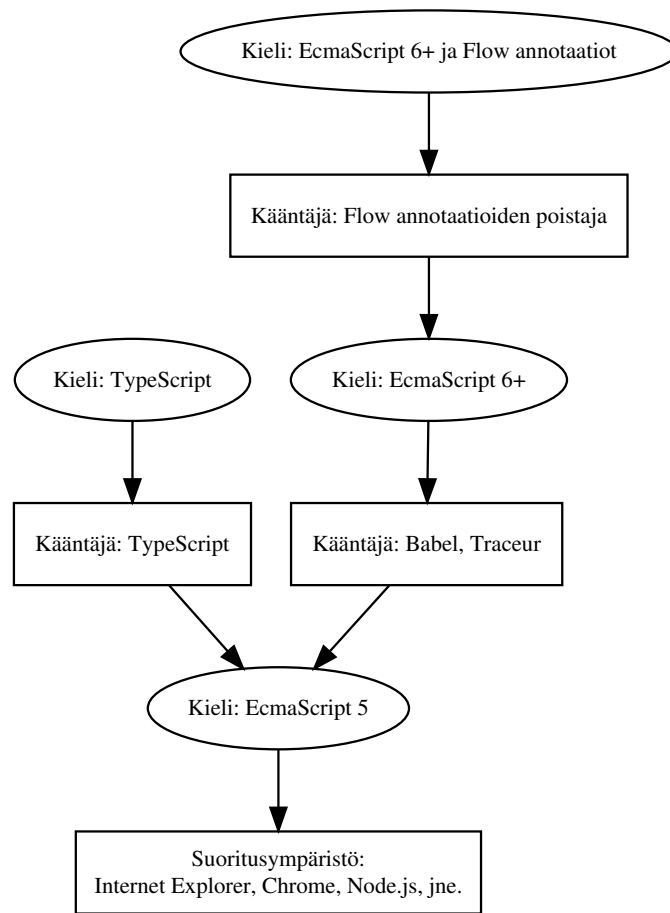 Kieli: EcmaScript 6+ ja Flow annotaatiot
Kääntäjä: Flow annotaatioiden poistaja
Kieli: TypeScript
Kieli: EcmaScript 6+
Kääntäjä: TypeScript
Kääntäjä: Babel, Traceur
Kieli: EcmaScript 5
Suoritusympäristö:
Internet Explorer, Chrome, Node.js, jne.